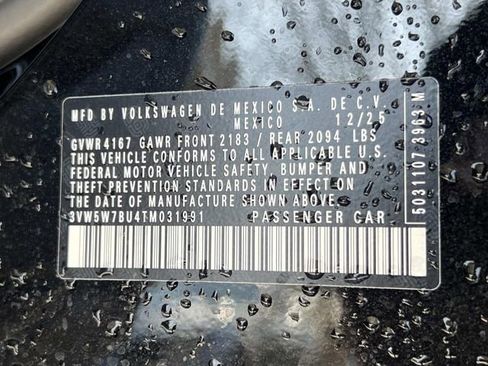 MFD BY VOLKSWAGEN DE MEXICO S.A. DE C.V.
MEXICO 12/25
GVWR 4167 GAWR FRONT 2183 / REAR 2094 LBS
THIS VEHICLE CONFORMS TO ALL APPLICABLE U.S.
FEDERAL MOTOR VEHICLE SAFETY, BUMPER AND
THEFT PREVENTION STANDARDS IN EFFECT ON
THE DATE OF MANUFACTURE SHOWN ABOVE.
3VW5W7BU4TM031991 PASSENGER CAR